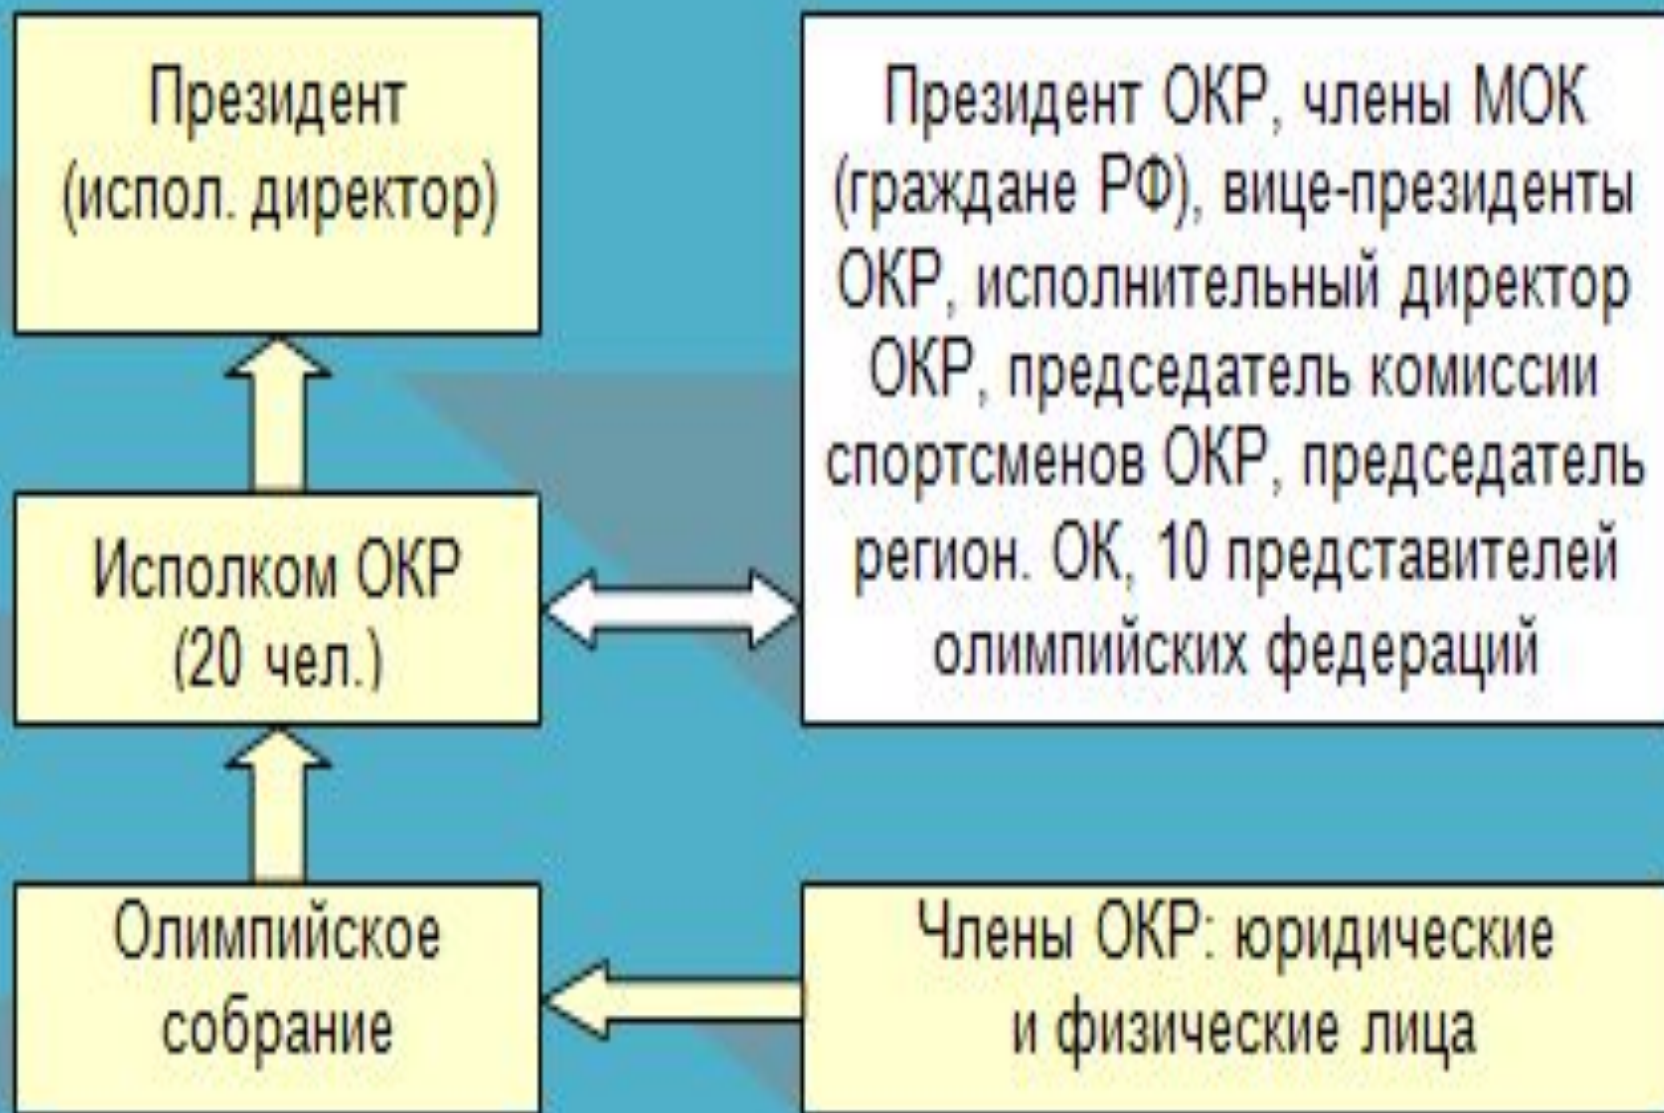 Президент
(испол. директор)
Президент ОКР, члены МОК
(граждане РФ), вице-президенты
ОКР, исполнительный директор
ОКР, председатель комиссии
спортсменов ОКР, председатель
регион. ОК, 10 представителей
олимпийских федераций
Исполком ОКР
(20 чел.)
Олимпийское
собрание
Члены ОКР: юридические
и физические лица